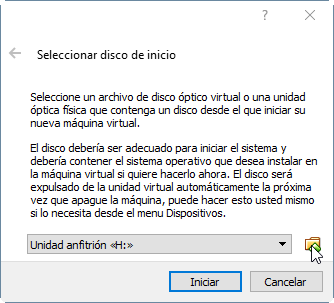 Seleccionar disco de inicio
Seleccione un archivo de disco óptico virtual o una unidad
óptica física que contenga un disco desde el que iniciar su
nueva máquina virtual.
El disco debería ser adecuado para iniciar el sistema y
debería contener el sistema operativo que desea instalar en
la máquina virtual si quiere hacerlo ahora. El disco será
expulsado de la unidad virtual automáticamente la próxima
vez que apague la máquina, puede hacer esto usted mismo
si lo necesita desde el menu Dispositivos.
Unidad anfitrión «H:»
Iniciar
Cancelar